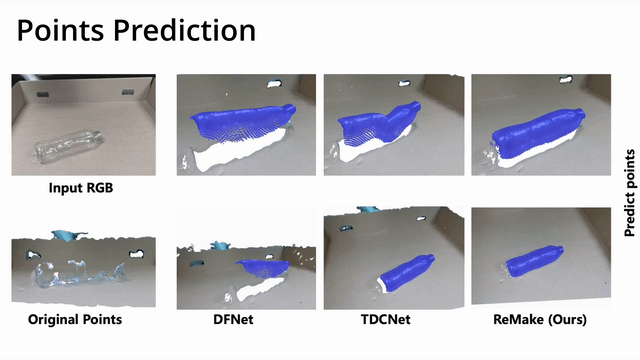 Points Prediction
Input RGB
Predict points
Original Points
DFNet
TDCNet
ReMake (Ours)